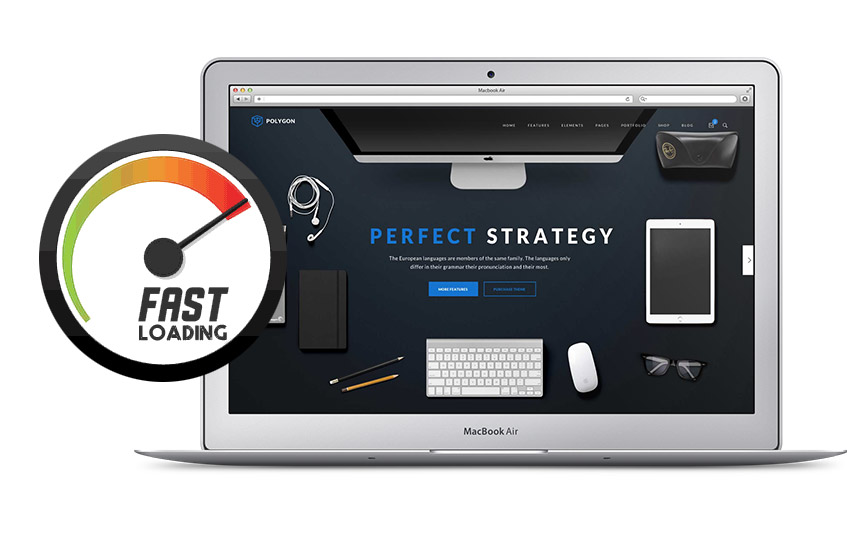 Macbook Air
POLYGON
HOME FEATURES ELEMENTS PAGES PORTFOLIO SHOP BLOG
PERFECT STRATEGY
The European languages are members of the same family. The languages only
differ in their grammar their pronunciation and their most.
MORE FEATURES
FAST
LOADING
MacBook Air